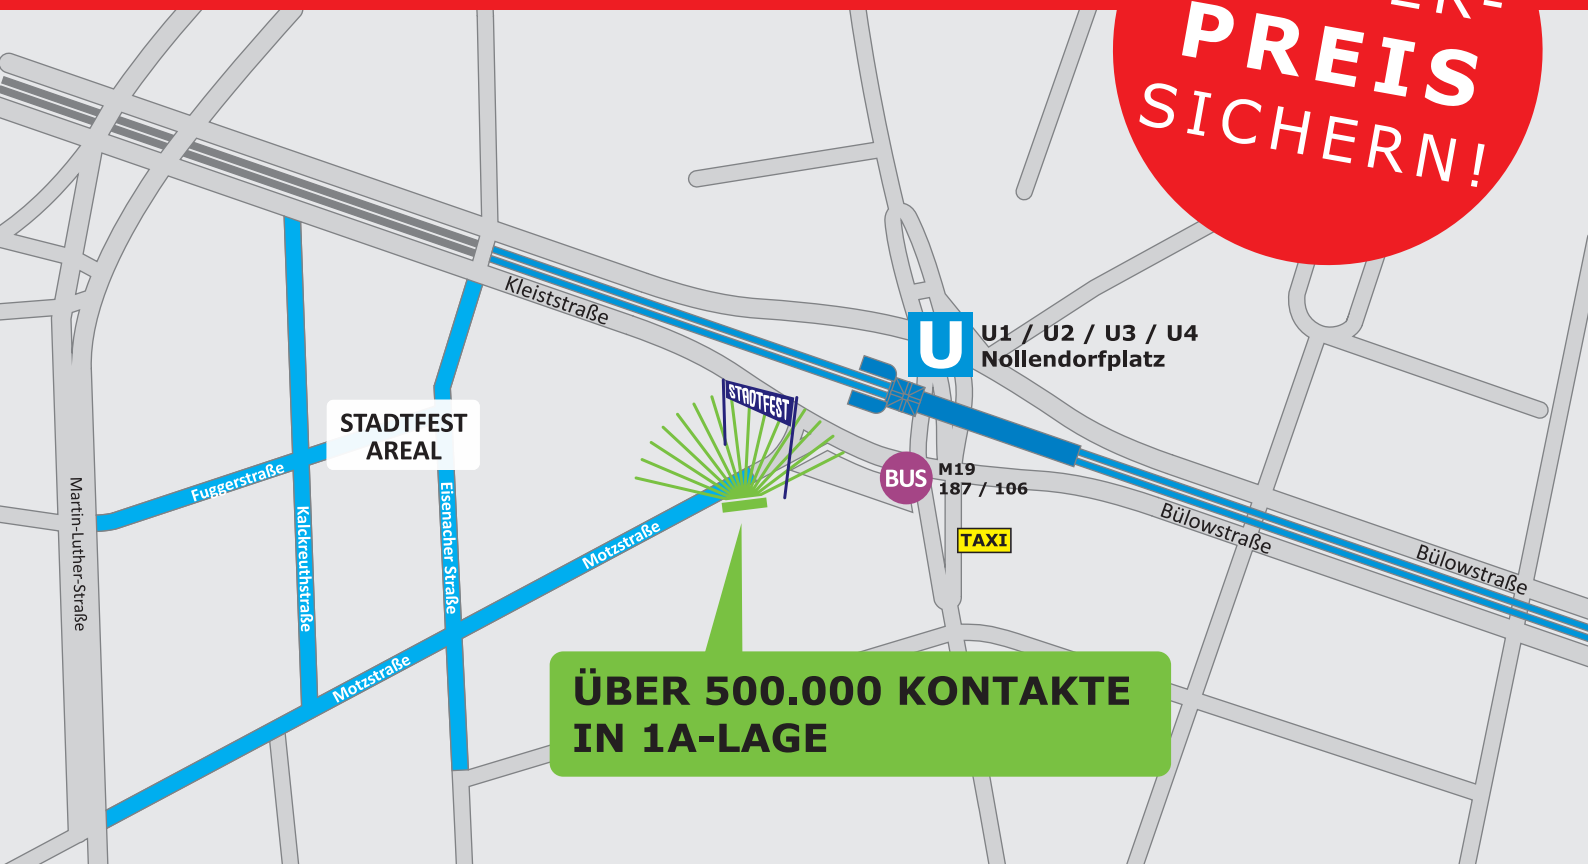 PREIS
SICHERN!
Kleiststraße
U
U1 / U2 / U3 / U4
Nollendorfplatz
STADTFEST
STADTFEST
AREAL
Fuggerstraße
BUS
M19
187 / 106
TAXI
Bülowstraße
Bülowstraße
Martin-Luther-Straße
Kalckreuthstraße
Eisenacher Straße
Motzstraße
Motzstraße
ÜBER 500.000 KONTAKTE
IN 1A-LAGE